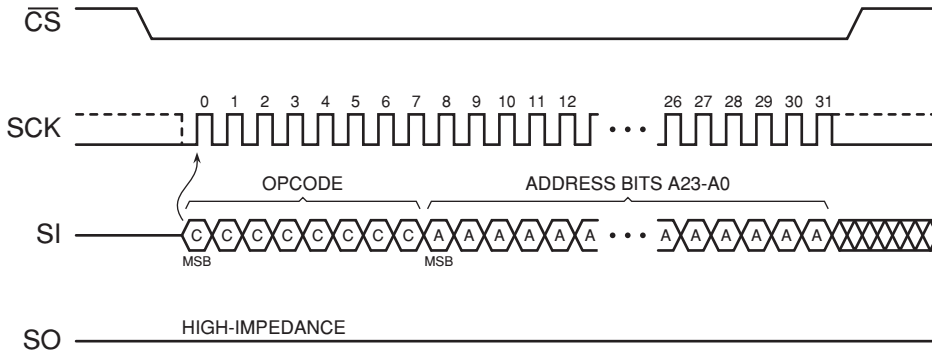 CS
SCK
0 1 2 3 4 5 6 7 8 9 10 11 12 26 27 28 29 30 31
OPCODE
ADDRESS BITS A23-A0
SI
C C C C C C C C A A A A A A A A A A A A
MSB
MSB
SO
HIGH-IMPEDANCE